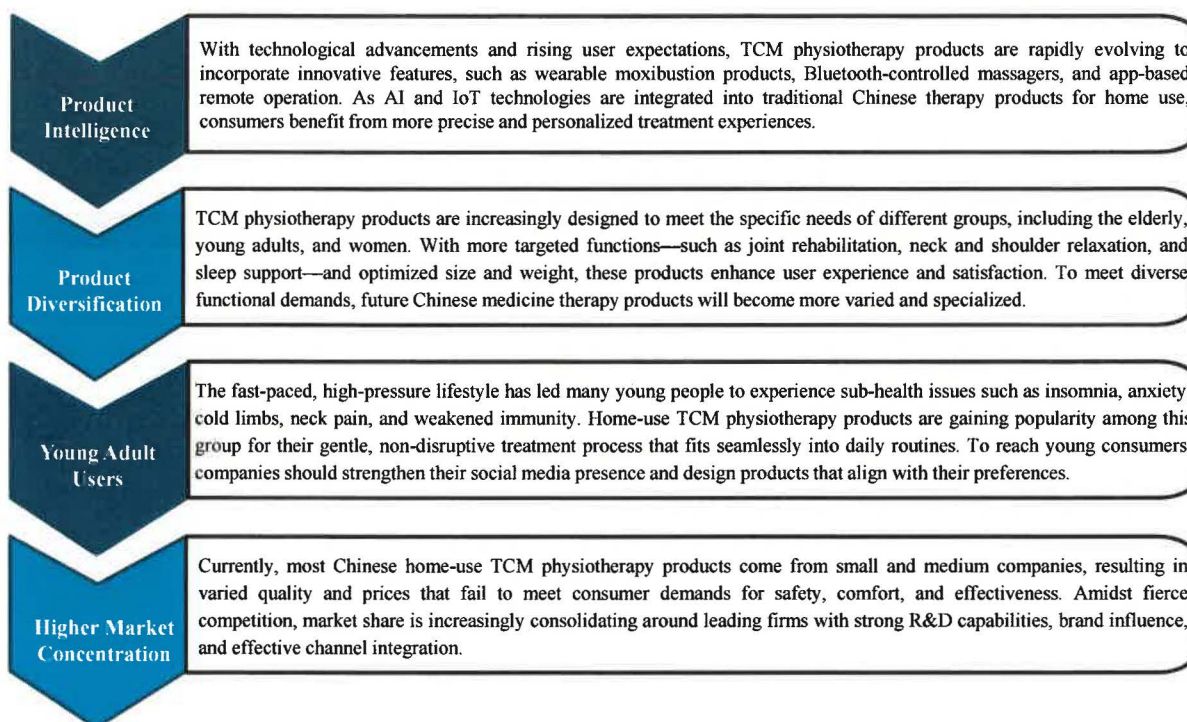 Product
Intelligence
With technological advancements and rising user expectations, TCM physiotherapy products are rapidly evolving to
incorporate innovative features, such as wearable moxibustion products, Bluetooth-controlled massagers, and app-based
remote operation. As AI and IoT technologies are integrated into traditional Chinese therapy products for home use,
consumers benefit from more precise and personalized treatment experiences.
Product
Diversification
TCM physiotherapy products are increasingly designed to meet the specific needs of different groups, including the elderly,
young adults, and women. With more targeted functions—such as joint rehabilitation, neck and shoulder relaxation, and
sleep support—and optimized size and weight, these products enhance user experience and satisfaction. To meet diverse
functional demands, future Chinese medicine therapy products will become more varied and specialized.
Young Adult
Users
The fast-paced, high-pressure lifestyle has led many young people to experience sub-health issues such as insomnia, anxiety
cold limbs, neck pain, and weakened immunity. Home-use TCM physiotherapy products are gaining popularity among this
group for their gentle, non-disruptive treatment process that fits seamlessly into daily routines. To reach young consumers
companies should strengthen their social media presence and design products that align with their preferences.
Higher Market
Concentration
Currently, most Chinese home-use TCM physiotherapy products come from small and medium companies, resulting in
varied quality and prices that fail to meet consumer demands for safety, comfort, and effectiveness. Amidst fierce
competition, market share is increasingly consolidating around leading firms with strong R&D capabilities, brand influence,
and effective channel integration.